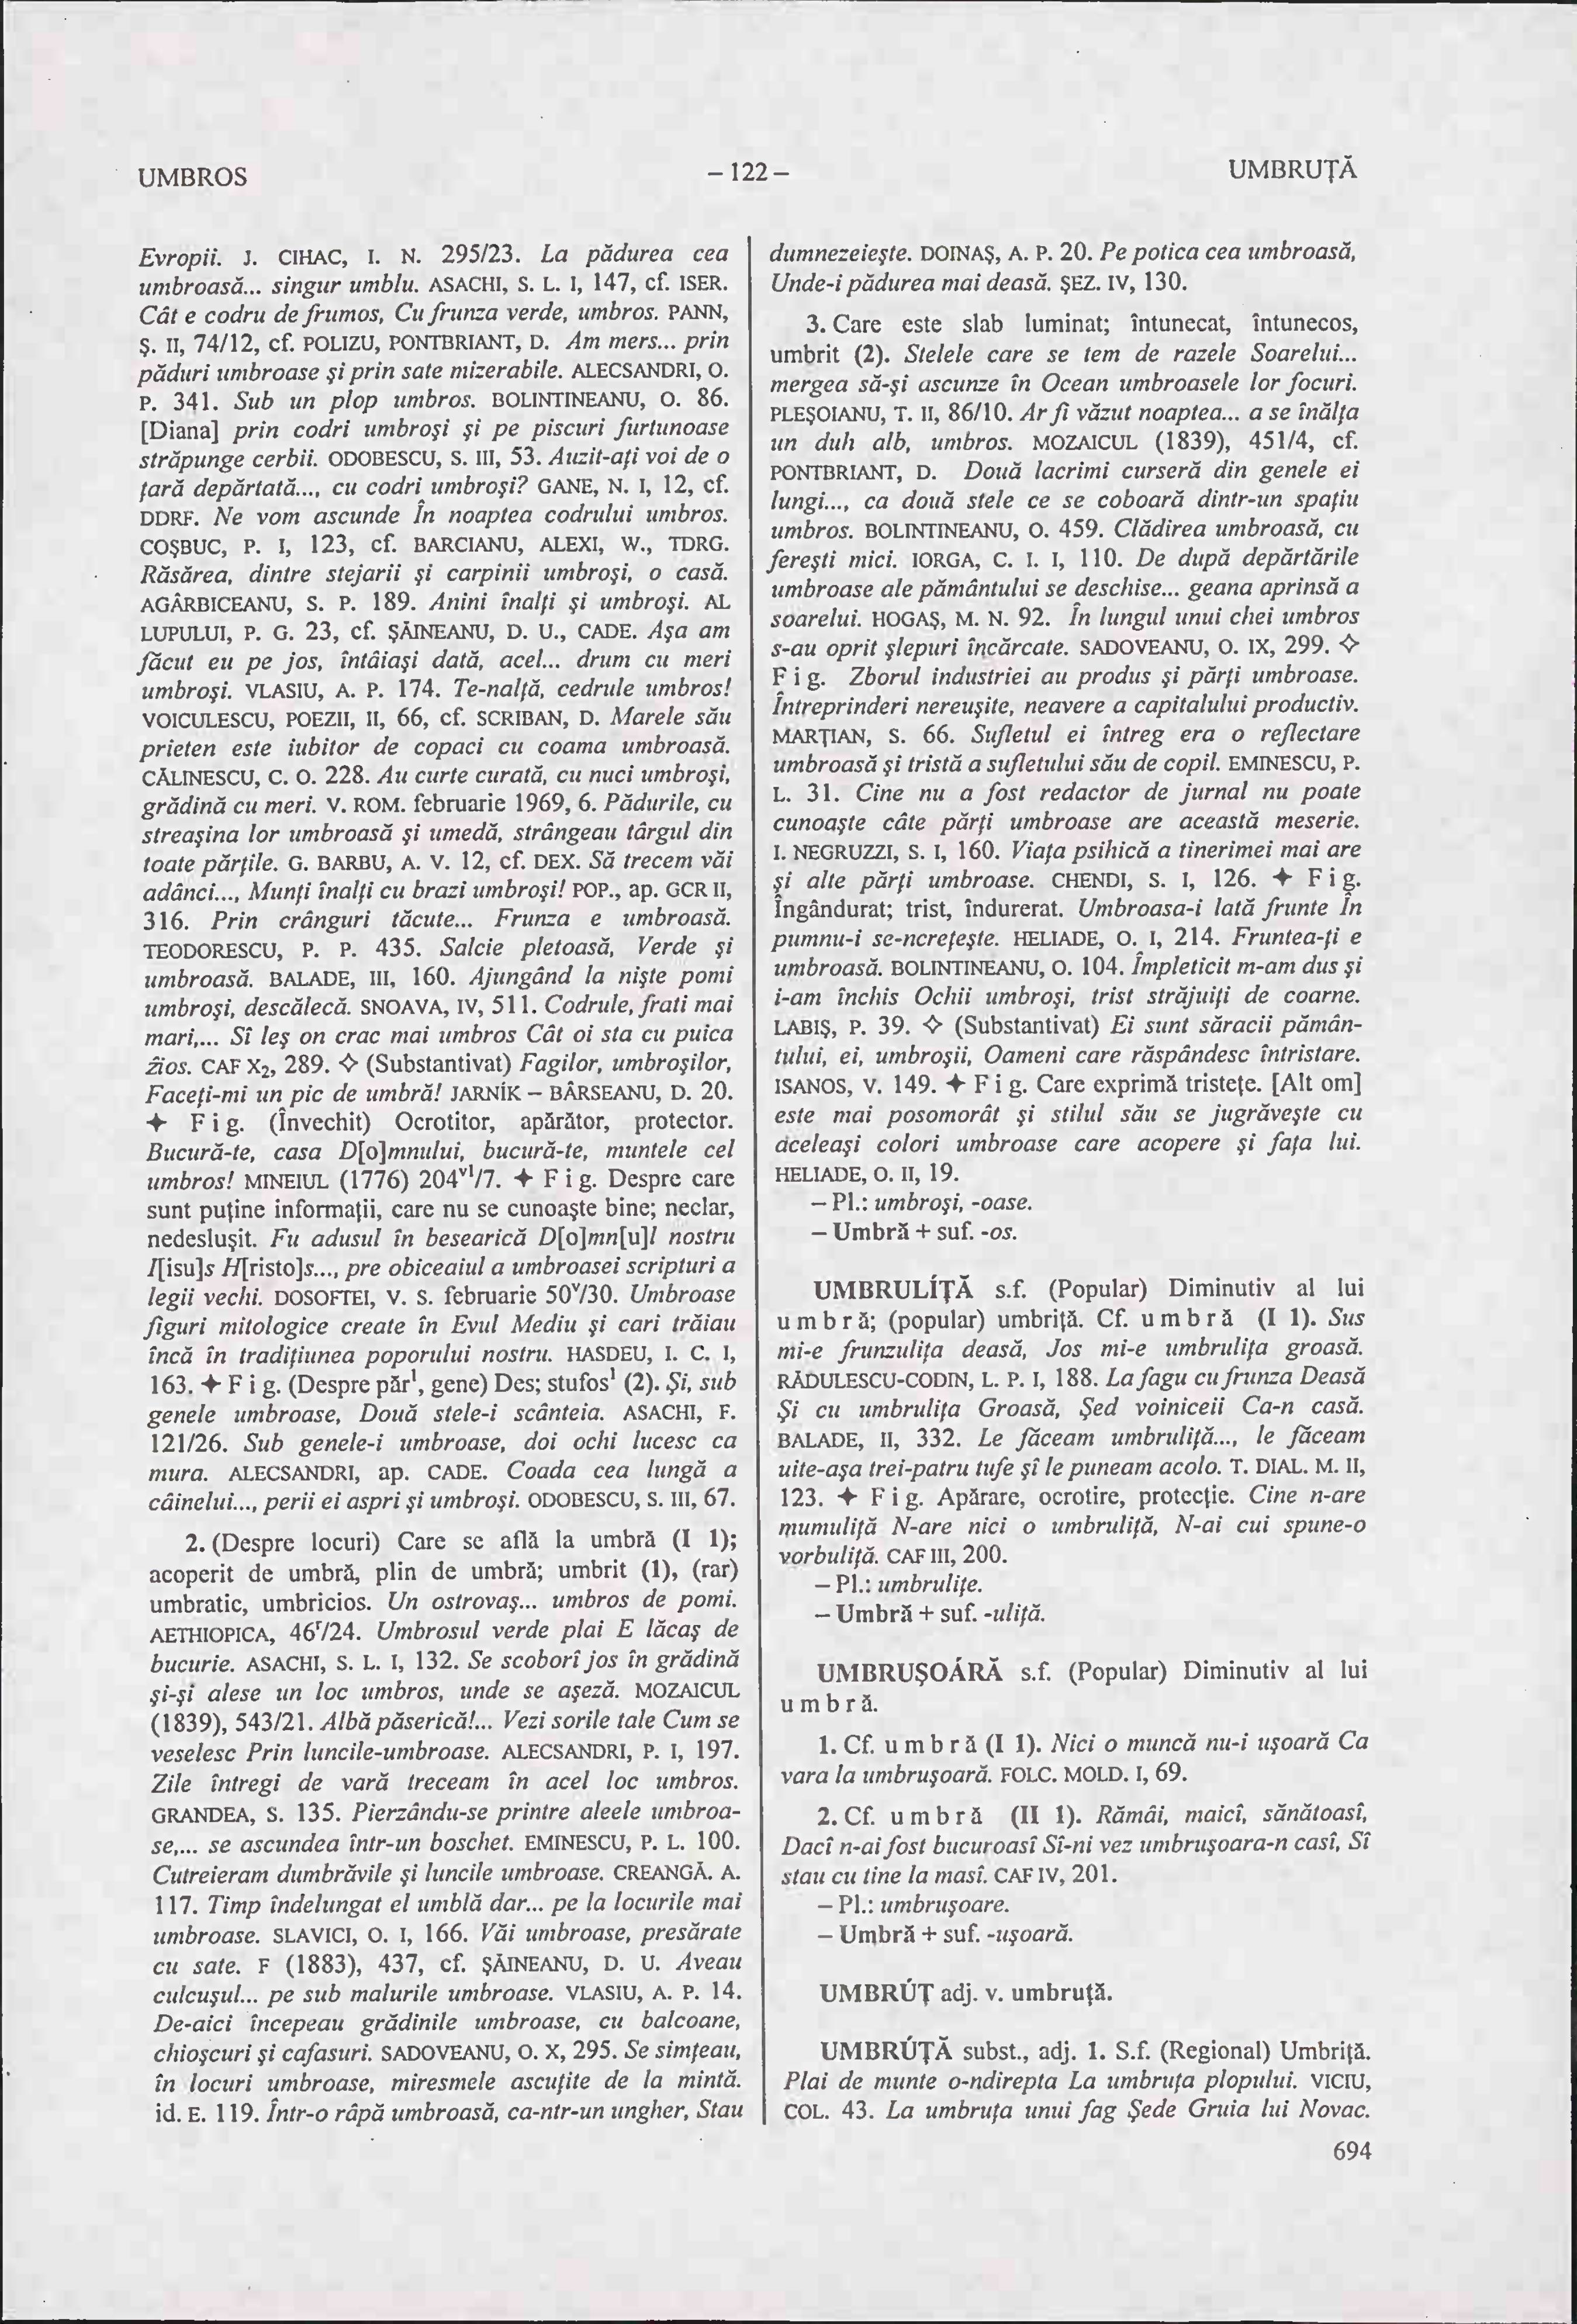 UMBROS
– 122 –
UMBRUȚĂ
Evropii. J. CIHAC, I. N. 295/23. La pădurea cea
umbroasă... singur umblu. ASACHI, S. L. I, 147, cf. ISER.
Cât e codru de frumos, Cu frunza verde, umbros. PANN,
Ș. II, 74/12, cf. POLIZU, PONTBRIANT, D. Am mers... prin
păduri umbroase și prin sate mizerabile. ALECSANDRI, O.
P. 341. Sub un plop umbros. BOLINTINEANU, O. 86.
[Diana] prin codri umbroși și pe piscuri furtunoase
străpunge cerbii. ODOBESCU, S. III, 53. Auzit-ați voi de o
țară depărtată..., cu codri umbroși? GANE, N. I, 12, cf.
DDRF. Ne vom ascunde În noaptea codrului umbros.
COȘBUC, P. I, 123, cf. BARCIANU, ALEXI, W., TDRG.
Răsărea, dintre stejarii și carpinii umbroși, o casă.
AGÂRBICEANU, S. P. 189. Anini înalți și umbroși. AL
LUPULUI, P. G. 23, cf. ȘĂINEANU, D. U., CADE. Așa am
făcut eu pe jos, întâiași dată, acel... drum cu meri
umbroși. VLASIU, A. P. 174. Te-nalță, cedrule umbros!
VOICULESCU, POEZII, II, 66, cf. SCRIBAN, D. Marele său
prieten este iubitor de copaci cu coama umbroasă.
CĂLINESCU, C. O. 228. Au curte curată, cu nuci umbroși,
grădină cu meri. V. ROM. februarie 1969, 6. Pădurile, cu
streașina lor umbroasă și umedă, strângeau târgul din
toate părțile. G. BARBU, A. V. 12, cf. DEX. Să trecem văi
adânci..., Munți înalți cu brazi umbroși! POP., ap. GCR II,
316. Prin crânguri tăcute... Frunza e umbroasă.
TEODORESCU, P. P. 435. Salcie pletoasă, Verde și
umbroasă. BALADE, III, 160. Ajungând la niște pomi
umbroși, descălecă. SNOAVA, IV, 511. Codrule, frati mai
mari,... Sî leș on crac mai umbros Cât oi sta cu puica
CAF X₂, 289. ✧ (Substantivat) Fagilor, umbroșilor,
Faceți-mi un pic de umbră! JARNÍK – BÂRSEANU, D. 20.
✦ F i g. (Învechit) Ocrotitor, apărător, protector.
Bucură-te, casa D[o]mnului, bucură-te, muntele cel
umbros! MINEIUL (1776) 204ᵛ¹/7. ✦ F i g. Despre care
sunt puține informații, care nu se cunoaște bine; neclar,
nedeslușit. Fu adusul în besearică D[o]mn[u]l nostru
I[isu]s H[risto]s..., pre obiceaiul a umbroasei scripturi a
legii vechi. DOSOFTEI, V. S. februarie 50ᵛ/30. Umbroase
figuri mitologice create în Evul Mediu și cari trăiau
încă în tradițiunea poporului nostru. HASDEU, I. C. I,
163. ✦ F i g. (Despre păr¹, gene) Des; stufos¹ (2). Și, sub
genele umbroase, Două stele-i scânteia. ASACHI, F.
121/26. Sub genele-i umbroase, doi ochi lucesc ca
mura. ALECSANDRI, ap. CADE. Coada cea lungă a
câinelui..., perii ei aspri și umbroși. ODOBESCU, S. III, 67.
2. (Despre locuri) Care se află la umbră (I 1);
acoperit de umbră, plin de umbră; umbrit (1), (rar)
umbratic, umbricios. Un ostrovaș... umbros de pomi.
AETHIOPICA, 46ʳ/24. Umbrosul verde plai E lăcaș de
bucurie. ASACHI, S. L. I, 132. Se scoborî jos în grădină
și-și alese un loc umbros, unde se așeză. MOZAICUL
(1839), 543/21. Albă păserică!... Vezi sorile tale Cum se
veselesc Prin luncile-umbroase. ALECSANDRI, P. I, 197.
Zile întregi de vară treceam în acel loc umbros.
GRANDEA, S. 135. Pierzându-se printre aleele umbroa-
se,... se ascundea într-un boschet. EMINESCU, P. L. 100.
Cutreieram dumbrăvile și luncile umbroase. CREANGĂ. A.
117. Timp îndelungat el umblă dar... pe la locurile mai
umbroase. SLAVICI, O. I, 166. Văi umbroase, presărate
cu sate. F (1883), 437, cf. ȘĂINEANU, D. U. Aveau
culcușul... pe sub malurile umbroase. VLASIU, A. P. 14.
De-aici începeau grădinile umbroase, cu balcoane,
chioșcuri și cafasuri. SADOVEANU, O. X, 295. Se simțeau,
în locuri umbroase, miresmele ascuțite de la mintă.
id. E. 119. Într-o râpă umbroasă, ca-ntr-un ungher, Stau
dumnezeiește. DOINAȘ, A. P. 20. Pe potica cea umbroasă,
Unde-i pădurea mai deasă. ȘEZ. IV, 130.
3. Care este slab luminat; întunecat, întunecos,
umbrit (2). Stelele care se tem de razele Soarelui...
mergea să-și ascunze în Ocean umbroasele lor focuri.
PLEȘOIANU, T. II, 86/10. Ar fi văzut noaptea... a se înălța
un duh alb, umbros. MOZAICUL (1839), 451/4, cf.
PONTBRIANT, D. Două lacrimi curseră din genele ei
lungi..., ca două stele ce se coboară dintr-un spațiu
umbros. BOLINTINEANU, O. 459. Clădirea umbroasă, cu
ferești mici. IORGA, C. I. I, 110. De după depărtările
umbroase ale pământului se deschise... geana aprinsă a
soarelui. HOGAȘ, M. N. 92. În lungul unui chei umbros
s-au oprit șlepuri încărcate. SADOVEANU, O. IX, 299. ✧
F i g. Zborul industriei au produs și părți umbroase.
Întreprinderi nereușite, neavere a capitalului productiv.
MARȚIAN, S. 66. Sufletul ei întreg era o reflectare
umbroasă și tristă a sufletului său de copil. EMINESCU, P.
L. 31. Cine nu a fost redactor de jurnal nu poate
cunoaște câte părți umbroase are această meserie.
I. NEGRUZZI, S. I, 160. Viața psihică a tinerimei mai are
și alte părți umbroase. CHENDI, S. I, 126. ✦ F i g.
Îngândurat; trist, îndurerat. Umbroasa-i lată frunte În
pumnu-i se-ncrețește. HELIADE, O. I, 214. Fruntea-ți e
umbroasă. BOLINTINEANU, O. 104. Împleticit m-am dus și
i-am închis Ochii umbroși, trist străjuiți de coarne.
LABIȘ, P. 39. ✧ (Substantivat) Ei sunt săracii pămân-
tului, ei, umbroșii, Oameni care răspândesc întristare.
ISANOS, V. 149. ✦ F i g. Care exprimă tristețe. [Alt om]
este mai posomorât și stilul său se jugrăvește cu
aceleași colori umbroase care acopere și fața lui.
HELIADE, O. II, 19.
– Pl.: umbroși, -oase.
– Umbră + suf. -os.
UMBRULÍȚĂ s.f. (Popular) Diminutiv al lui
u m b r ă; (popular) umbriță. Cf. u m b r ă (I 1). Sus
mi-e frunzulița deasă, Jos mi-e umbrulița groasă.
RĂDULESCU-CODIN, L. P. I, 188. La fagu cu frunza Deasă
Și cu umbrulița Groasă, Șed voiniceii Ca-n casă.
BALADE, II, 332. Le făceam umbruliță..., le făceam
uite-așa trei-patru tufe șî le puneam acolo. T. DIAL. M. II,
123. ✦ F i g. Apărare, ocrotire, protecție. Cine n-are
mumuliță N-are nici o umbruliță, N-ai cui spune-o
vorbuliță. CAF III, 200.
– Pl.: umbrulițe.
– Umbră + suf. -uliță.
UMBRUȘOÁRĂ s.f. (Popular) Diminutiv al lui
u m b r ă.
1. Cf. u m b r ă (I 1). Nici o muncă nu-i ușoară Ca
vara la umbrușoară. FOLC. MOLD. I, 69.
2. Cf. u m b r ă (II 1). Rămâi, maicî, sănătoasî,
Dacî n-ai fost bucuroasî Sî-ni vez umbrușoara-n casî, Sî
stau cu tine la masî. CAF IV, 201.
– Pl.: umbrușoare.
– Umbră + suf. -ușoară.
UMBRÚȚ adj. v. umbruță.
UMBRÚȚĂ subst., adj. 1. S.f. (Regional) Umbriță.
Plai de munte o-ndirepta La umbruța plopului. VICIU,
COL. 43. La umbruța unui fag Șede Gruia lui Novac.
694